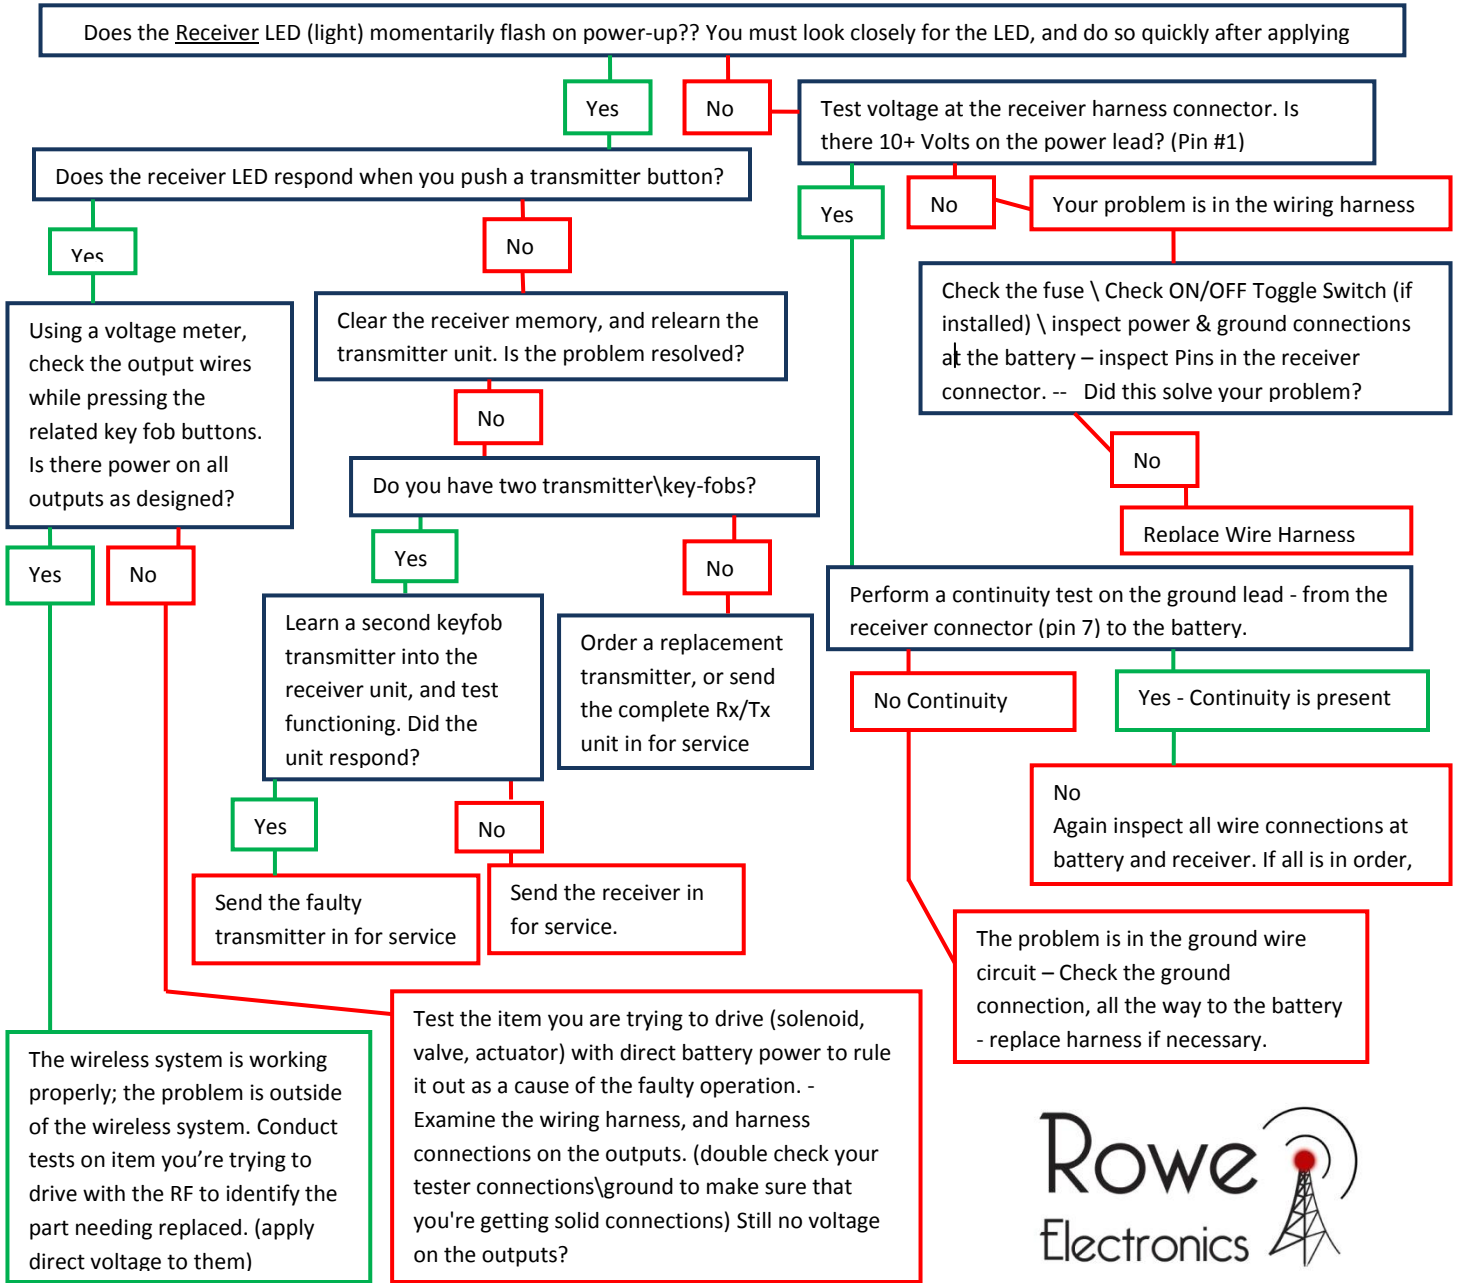 Does the Receiver LED (light) momentarily flash on power-up?? You must look closely for the LED, and do so quickly after applying
Yes
No
Test voltage at the receiver harness connector. Is
there 10+ Volts on the power lead? (Pin #1)
Does the receiver LED respond when you push a transmitter button?
Yes
No
Your problem is in the wiring harness
Yes
No
Check the fuse \ Check ON/OFF Toggle Switch (if
installed) \ inspect power & ground connections
at the battery – inspect Pins in the receiver
connector. -- Did this solve your problem?
Using a voltage meter,
check the output wires
while pressing the
related key fob buttons.
Is there power on all
outputs as designed?
Clear the receiver memory, and relearn the
transmitter unit. Is the problem resolved?
No
No
Do you have two transmitter\key-fobs?
Replace Wire Harness
Yes
No
Yes
No
Perform a continuity test on the ground lead - from the
receiver connector (pin 7) to the battery.
Learn a second keyfob
transmitter into the
receiver unit, and test
functioning. Did the
unit respond?
Order a replacement
transmitter, or send
the complete Rx/Tx
unit in for service
No Continuity
Yes - Continuity is present
No
Again inspect all wire connections at
battery and receiver. If all is in order,
Yes
No
Send the faulty
transmitter in for service
Send the receiver in
for service.
The problem is in the ground wire
circuit – Check the ground
connection, all the way to the battery
- replace harness if necessary.
The wireless system is working
properly; the problem is outside
of the wireless system. Conduct
tests on item you’re trying to
drive with the RF to identify the
part needing replaced. (apply
direct voltage to them)
Test the item you are trying to drive (solenoid,
valve, actuator) with direct battery power to rule
it out as a cause of the faulty operation. -
Examine the wiring harness, and harness
connections on the outputs. (double check your
tester connections\ground to make sure that
you're getting solid connections) Still no voltage
on the outputs?
Rowe
Electronics